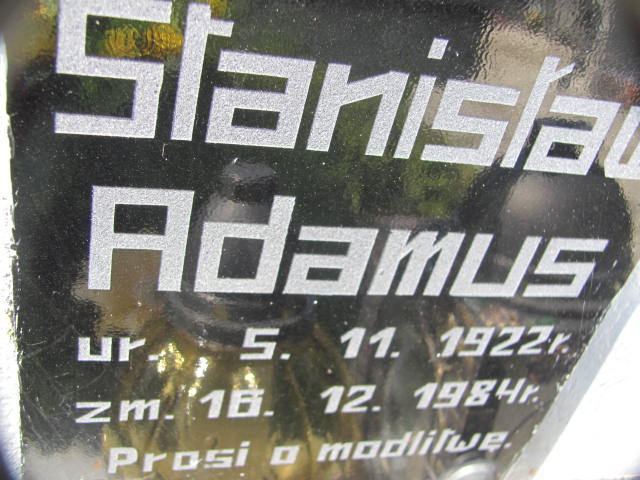 Stanisław
Adamus
ur. 5. 11. 1922r.
zm. 16. 12. 1984r.
Prosi o modlitwę.